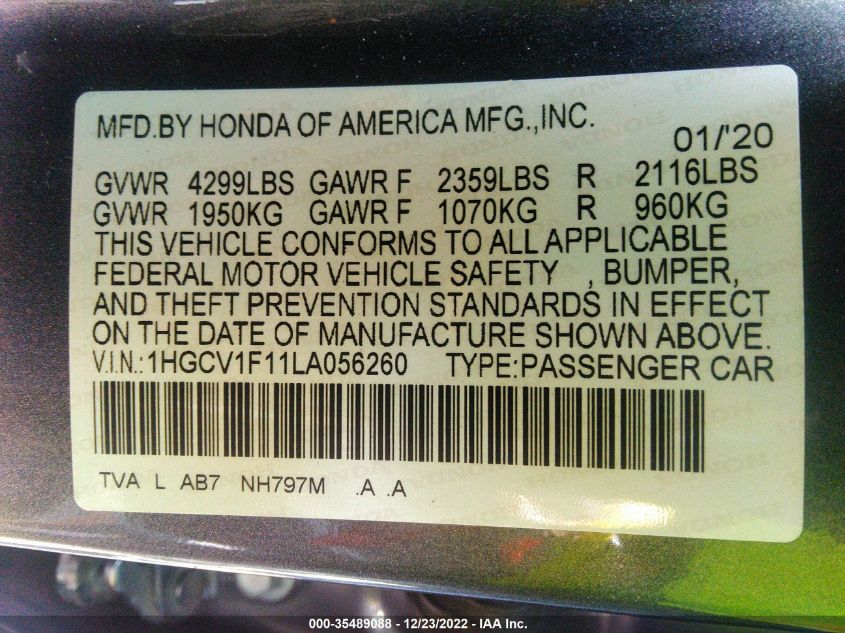 MFD.BY HONDA OF AMERICA MFG.,INC.
01/'20
GVWR 4299LBS GAWR F 2359LBS R 2116LBS
GVWR 1950KG GAWR F 1070KG R 960KG
THIS VEHICLE CONFORMS TO ALL APPLICABLE
FEDERAL MOTOR VEHICLE SAFETY , BUMPER,
AND THEFT PREVENTION STANDARDS IN EFFECT
ON THE DATE OF MANUFACTURE SHOWN ABOVE.
V.I.N.:1HGCV1F11LA056260 TYPE:PASSENGER CAR
TVA L AB7 NH797M .A .A
000-35489088 - 12/23/2022 - IAA Inc.